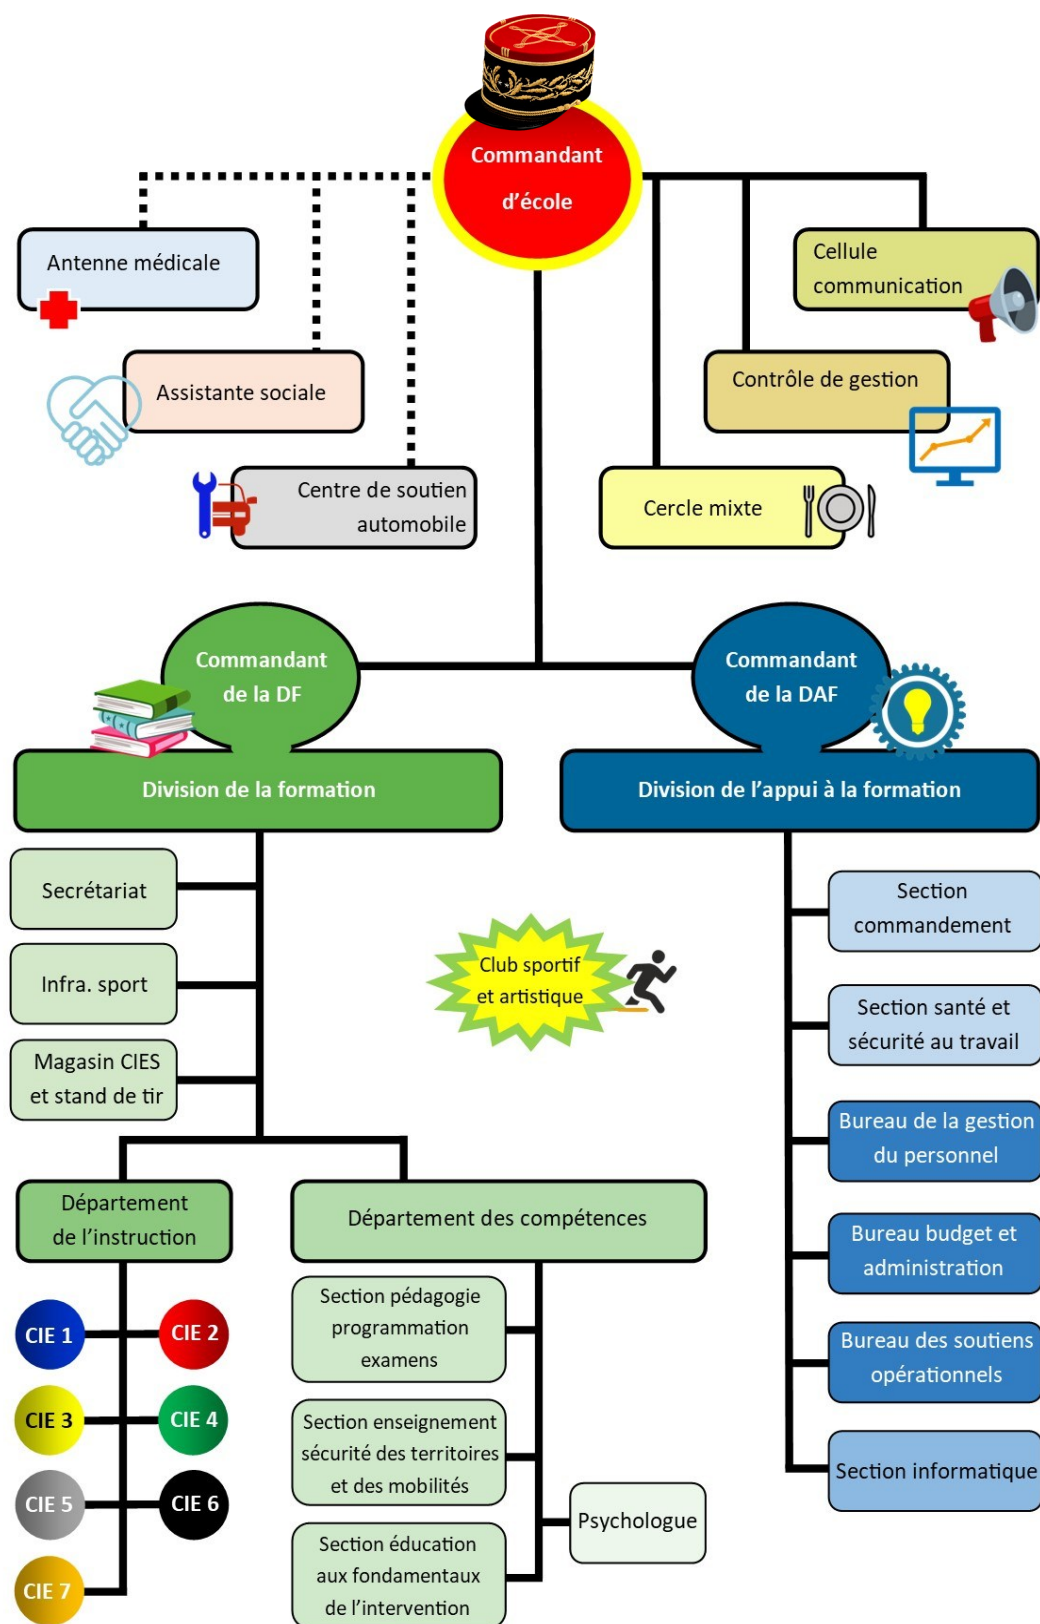 Commandant
d'école
Antenne médicale
Cellule
communication
Assistante sociale
Contrôle de gestion
Centre de soutien
automobile
Cercle mixte
Commandant
de la DF
Commandant
de la DAF
Division de la formation
Division de l'appui à la formation
Secrétariat
Infra. sport
Magasin CIES
et stand de tir
Club sportif
et artistique
Section
commandement
Section santé et
sécurité au travail
Bureau de la gestion
du personnel
Bureau budget et
administration
Bureau des soutiens
opérationnels
Section informatique
Département
de l'instruction
CIE 1
CIE 2
CIE 3
CIE 4
CIE 5
CIE 6
CIE 7
Département des compétences
Section pédagogie
programmation
examens
Section enseignement
sécurité des territoires
et des mobilités
Psychologue
Section éducation
aux fondamentaux
de l'intervention